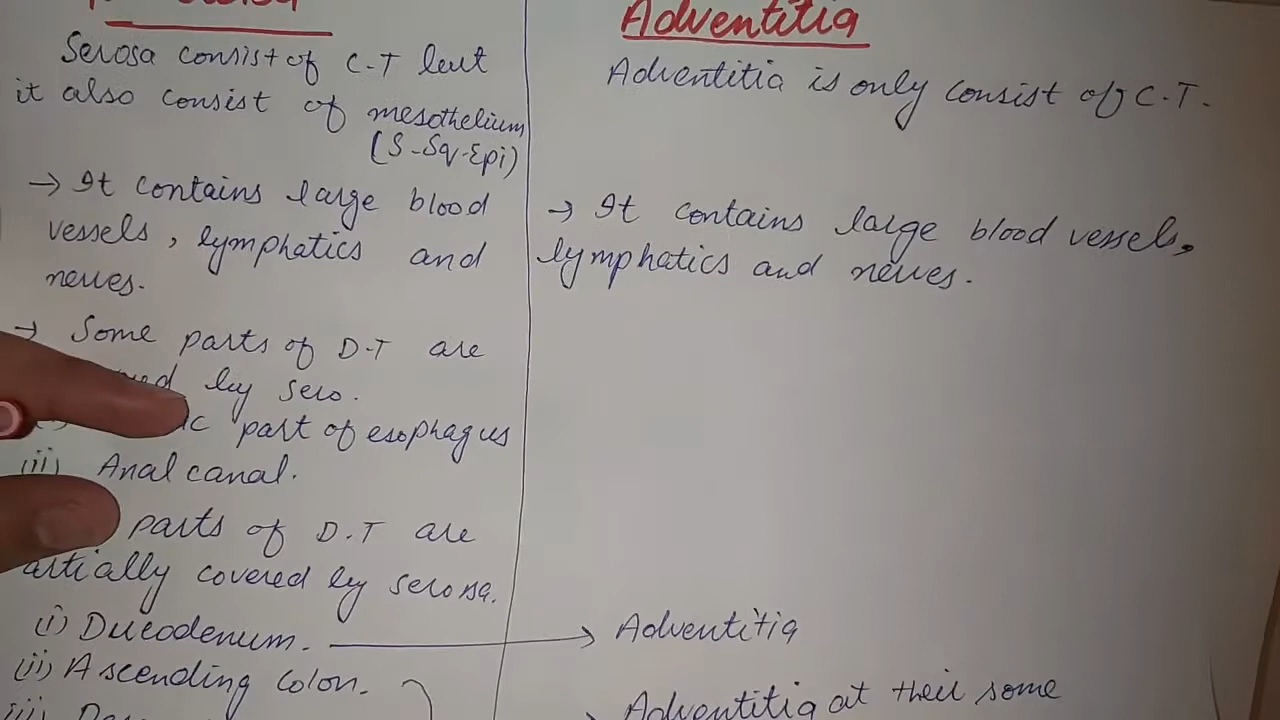 Serosa consist of C.T but
it also consist of mesothelium
(S-Sq-Epi)
→ It contains large blood
vessels, lymphatics and
nerves.
→ Some parts of D.T are
by sero.
part of esophagus
(ii) Anal canal.
parts of D.T are
artially covered by serosa.
(i) Duodenum. →
(ii) Ascending Colon.
(iii)
Adventitia
Adventitia is only consist of C.T.
→ It contains large blood vessels,
lymphatics and nerves.
Adventitia
Adventitia at their some